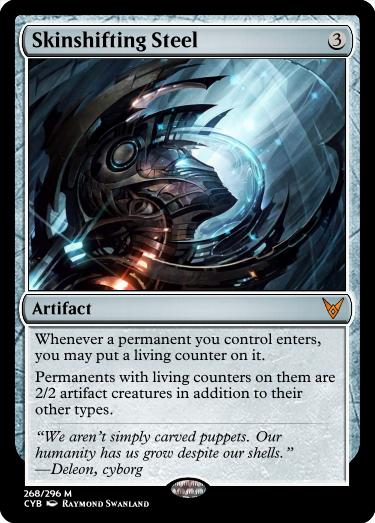 Skinshifting Steel 3
Artifact
Whenever a permanent you control enters,
you may put a living counter on it.
Permanents with living counters on them are
2/2 artifact creatures in addition to their
other types.
“We aren’t simply carved puppets. Our
humanity has us grow despite our shells.”
—Deleon, cyborg
268/296 M
CYB Raymond Swanland